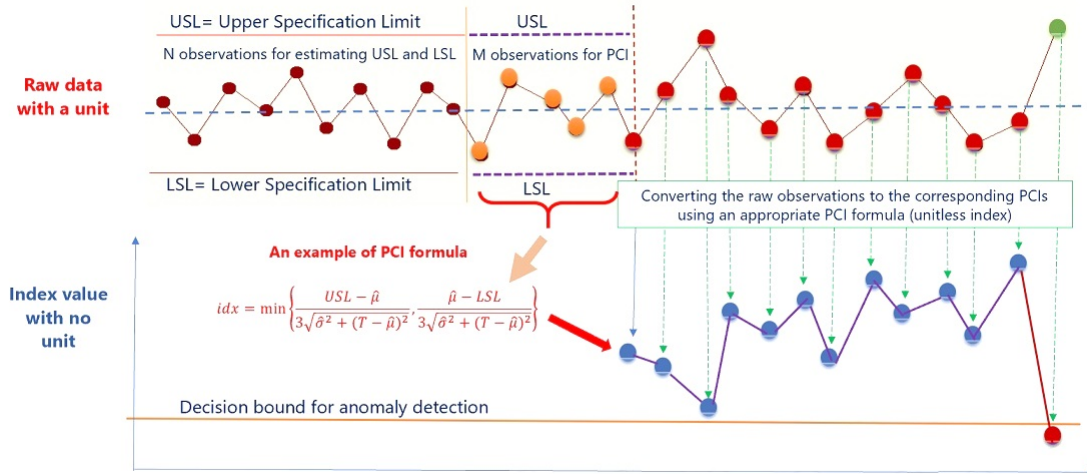 USL= Upper Specification Limit
USL
N observations for estimating USL and LSL
M observations for PCI
Raw data
with a unit
LSL= Lower Specification Limit
LSL
Converting the raw observations to the corresponding PCIs
using an appropriate PCI formula (unitless index)
An example of PCI formula
Index value
with no
unit
idx = min{(USL − μ̂)/(3√(σ̂² + (T − μ̂)²)), (μ̂ − LSL)/(3√(σ̂² + (T − μ̂)²))}
Decision bound for anomaly detection